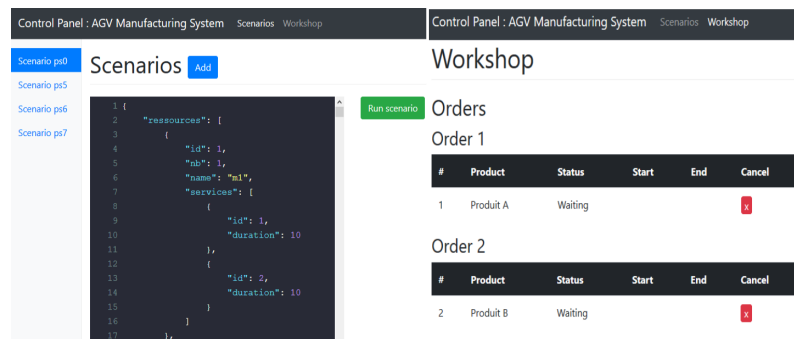 Control Panel : AGV Manufacturing System Scenarios Workshop
Scenario ps0
Scenario ps5
Scenario ps6
Scenario ps7
Scenarios Add
Run scenario
1 {
2 "ressources": [
3 {
4 "id": 1,
5 "nb": 1,
6 "name": "m1",
7 "services": [
8 {
9 "id": 1,
10 "duration": 10
11 },
12 {
13 "id": 2,
14 "duration": 10
15 }
16 ]
17 },
Control Panel : AGV Manufacturing System Scenarios Workshop
Workshop
Orders
Order 1
# Product Status Start End Cancel
1 Produit A Waiting x
Order 2
# Product Status Start End Cancel
2 Produit B Waiting x